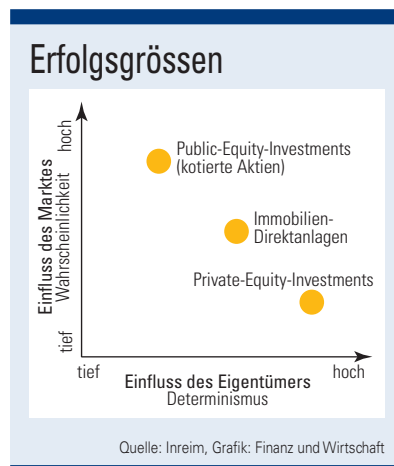 Erfolgsgrössen
Einfluss des Marktes
Wahrscheinlichkeit
hoch
tief
Public-Equity-Investments
(kotierte Aktien)
Immobilien-
Direktanlagen
Private-Equity-Investments
tief
hoch
Einfluss des Eigentümers
Determinismus
Quelle: Inreim, Grafik: Finanz und Wirtschaft